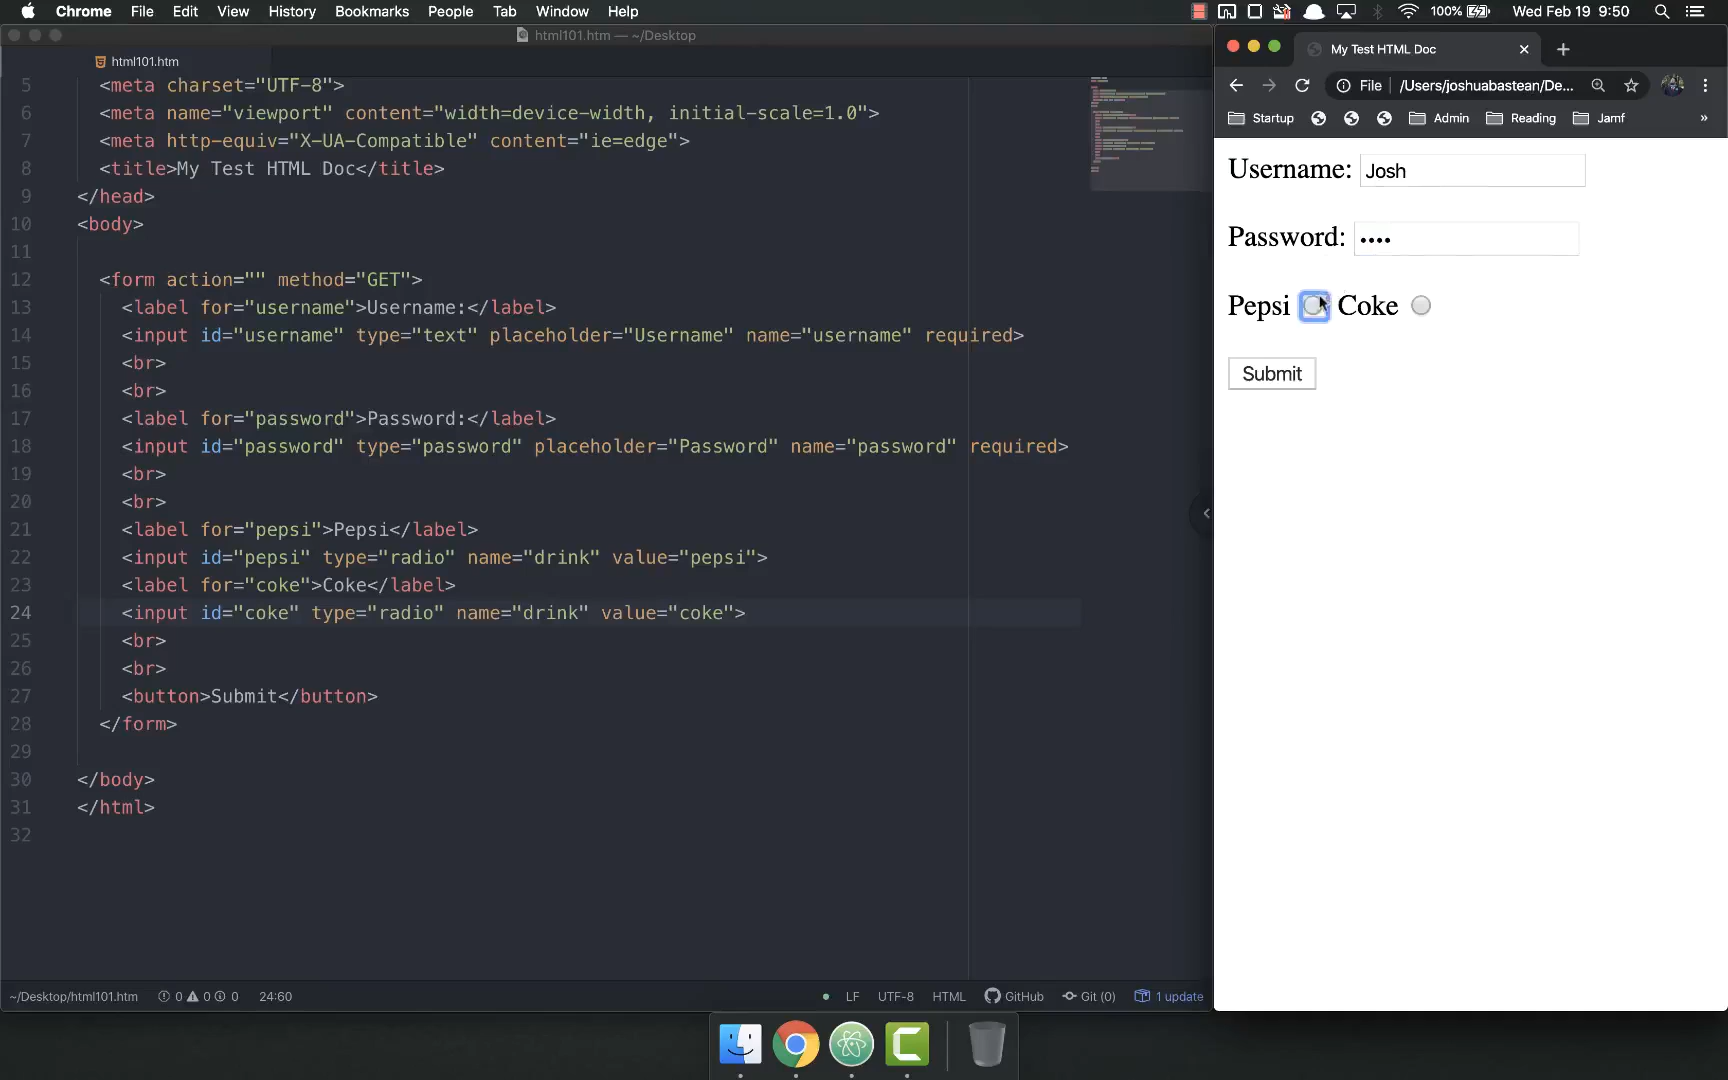 Chrome File Edit View History Bookmarks People Tab Window Help 100% Wed Feb 19 9:50
html101.htm — ~/Desktop
html101.htm
5 <meta charset="UTF-8">
6 <meta name="viewport" content="width=device-width, initial-scale=1.0">
7 <meta http-equiv="X-UA-Compatible" content="ie=edge">
8 <title>My Test HTML Doc</title>
9 </head>
10 <body>
11
12 <form action="" method="GET">
13 <label for="username">Username:</label>
14 <input id="username" type="text" placeholder="Username" name="username" required>
15 <br>
16 <br>
17 <label for="password">Password:</label>
18 <input id="password" type="password" placeholder="Password" name="password" required>
19 <br>
20 <br>
21 <label for="pepsi">Pepsi</label>
22 <input id="pepsi" type="radio" name="drink" value="pepsi">
23 <label for="coke">Coke</label>
24 <input id="coke" type="radio" name="drink" value="coke">
25 <br>
26 <br>
27 <button>Submit</button>
28 </form>
29
30 </body>
31 </html>
32
~/Desktop/html101.htm 0 0 0 24:60 LF UTF-8 HTML GitHub Git (0) 1 update
My Test HTML Doc
File /Users/joshuabastean/De...
Startup Admin Reading Jamf »
Username: Josh
Password: ••••
Pepsi Coke
Submit